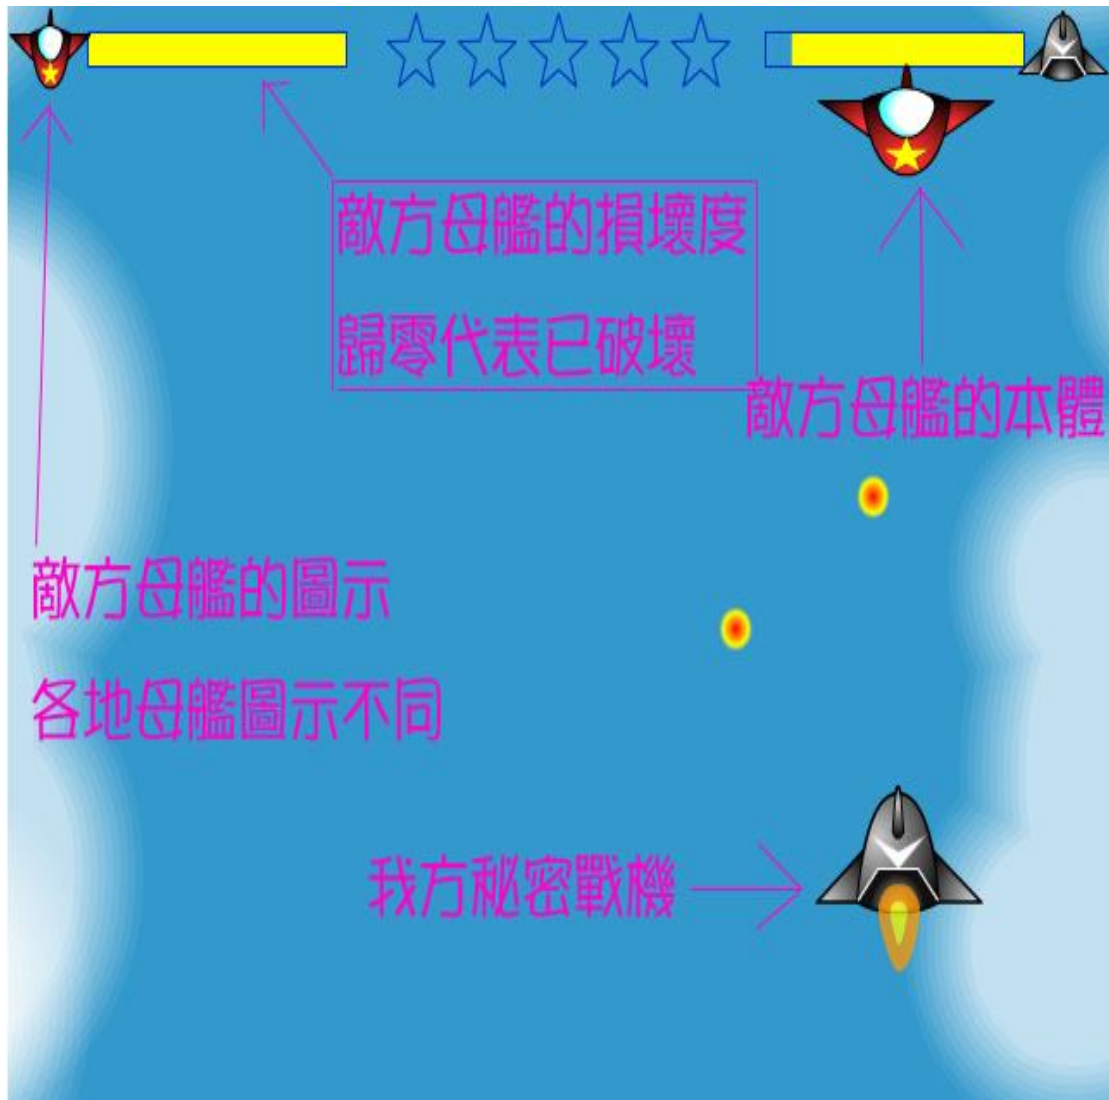 敵方母艦的損壞度
歸零代表已破壞
敵方母艦的本體
敵方母艦的圖示
各地母艦圖示不同
我方秘密戰機